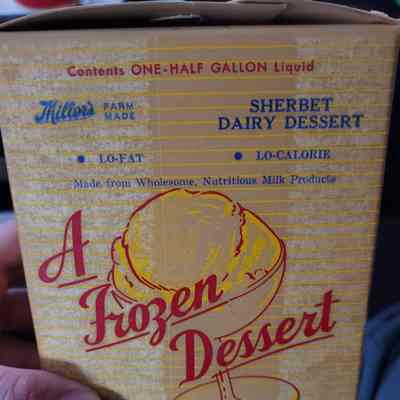 Contents ONE-HALF GALLON Liquid
Millor's FARM MADE
SHERBET
DAIRY DESSERT
• LO-FAT • LO-CALORIE
Made from Wholesome, Nutritious Milk Products
A
Frozen
Dessert